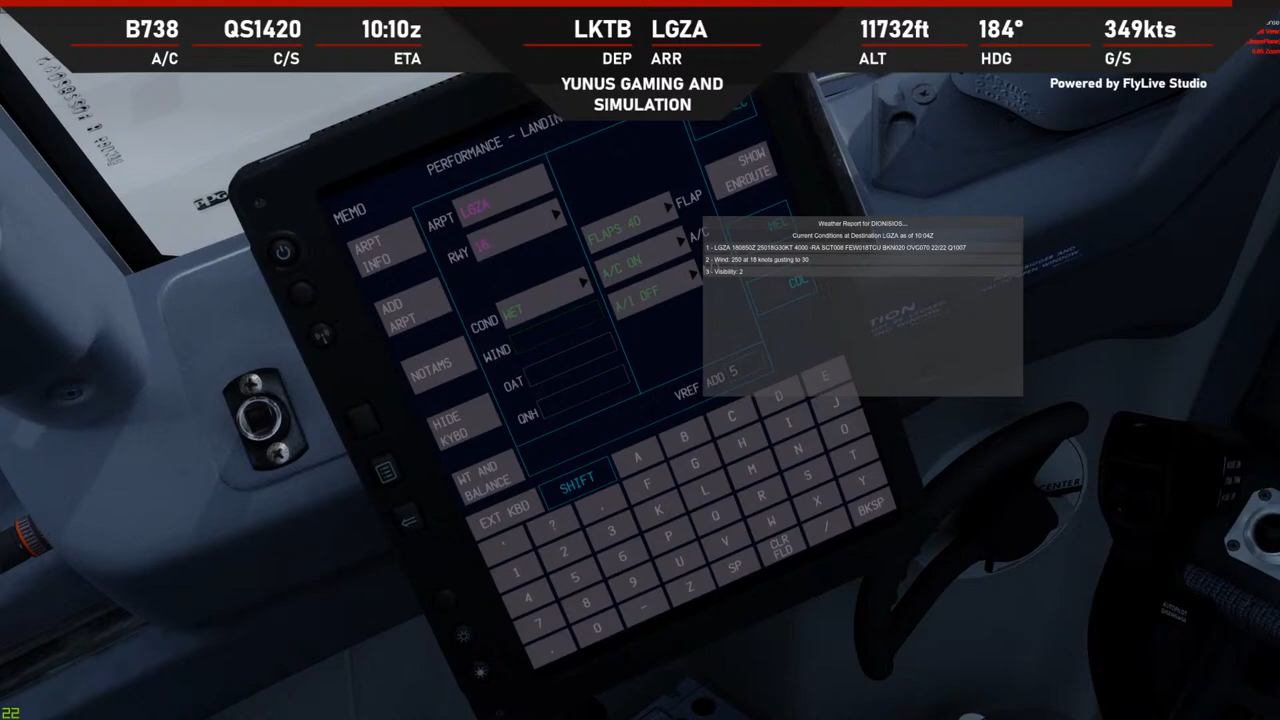 B738
A/C
QS1420
C/S
10:10z
ETA
LKTB
DEP
LGZA
ARR
11732ft
ALT
184°
HDG
349kts
G/S
YUNUS GAMING AND
SIMULATION
Powered by FlyLive Studio
PERFORMANCE - LANDIN
MEMO
ARPT
INFO
ADD
ARPT
NOTAMS
HIDE
KYBD
WT AND
BALANCE
ARPT LGZA
RWY 16
COND WET
WIND
OAT
QNH
FLAPS 40
FLAP
A/C ON
A/C
A/I OFF
VREF ADD 5
SHOW
ENROUTE
MEL
CDL
Weather Report for DIONISIOS...
Current Conditions at Destination LGZA as of 10:04Z
1 - LGZA 180850Z 25018G30KT 4000 -RA SCT008 FEW018TCU BKN020 OVC070 22/22 Q1007
2 - Wind: 250 at 18 knots gusting to 30
3 - Visibility: 2
EXT KBD
SHIFT
A B C D E
F G H I J
K L M N O
P Q R S T
U V W X Y
Z SP CLR
FLD / BKSP
1 2 3
4 5 6
7 8 9
. 0 -
CENTER
AUTOPILOT
22